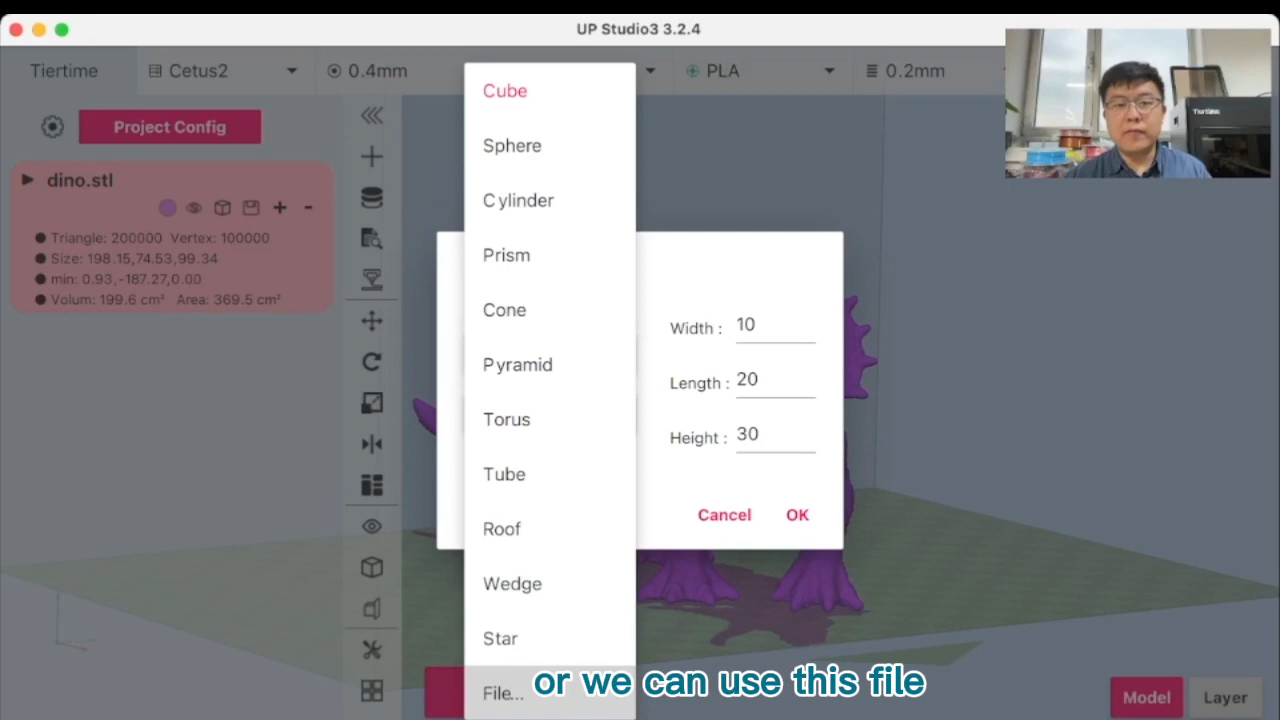 UP Studio3 3.2.4
Tiertime
Cetus2
0.4mm
PLA
0.2mm
Project Config
dino.stl
Triangle: 200000 Vertex: 100000
Size: 198.15,74.53,99.34
min: 0.93,-187.27,0.00
Volum: 199.6 cm³ Area: 369.5 cm²
Cube
Sphere
Cylinder
Prism
Cone
Pyramid
Torus
Tube
Roof
Wedge
Star
File...
Width : 10
Length : 20
Height : 30
Cancel
OK
Tiertime
or we can use this file
Model
Layer